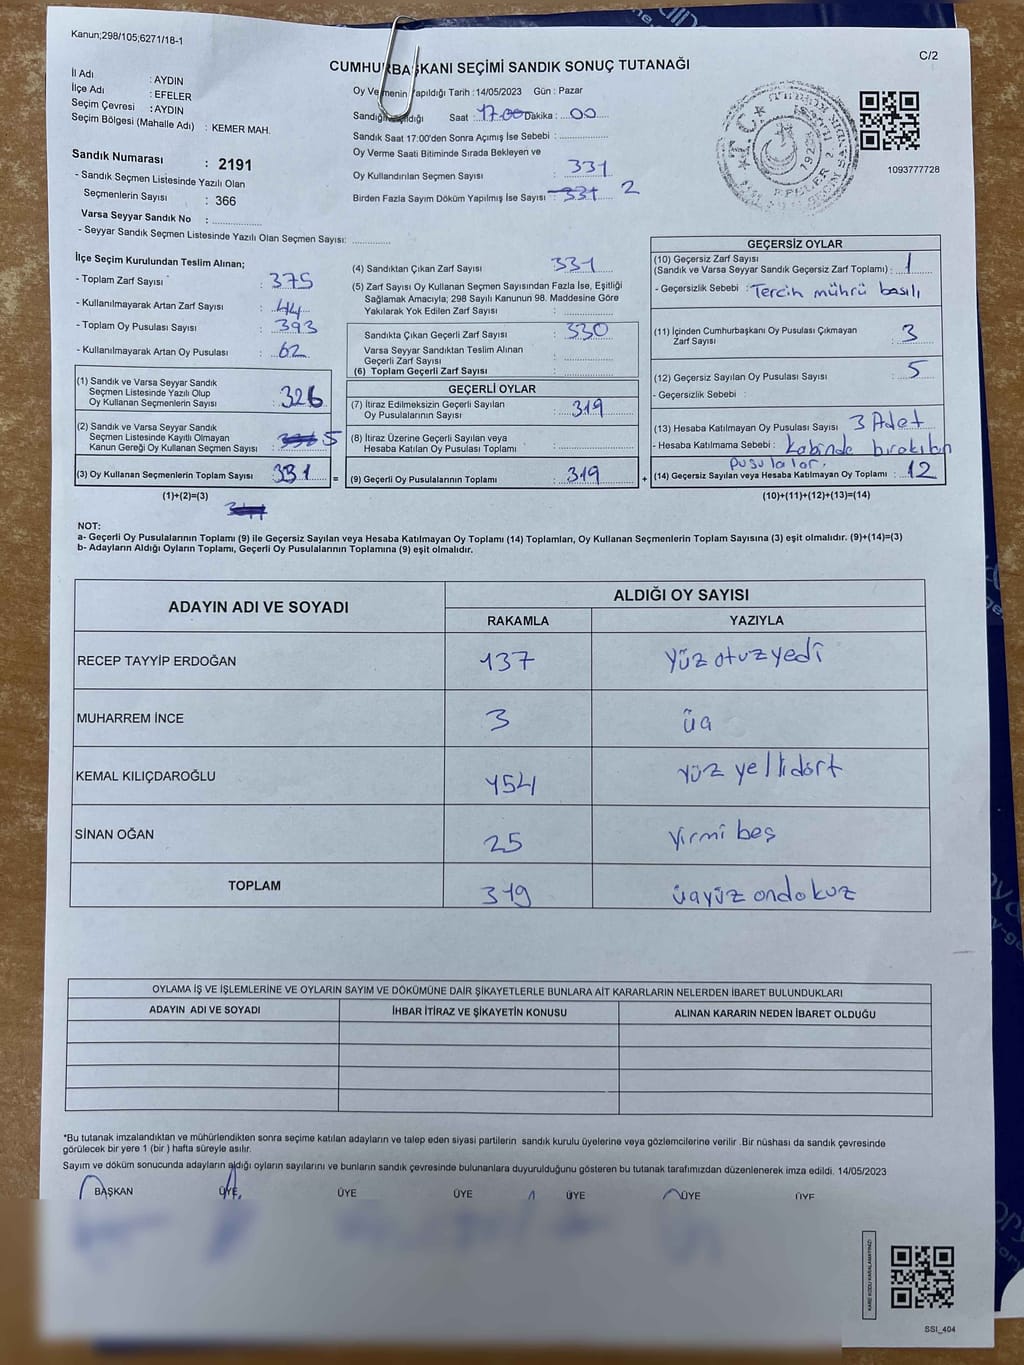 Kanun;298/105;6271/18-1
C/2
CUMHURBAŞKANI SEÇİMİ SANDIK SONUÇ TUTANAĞI
İl Adı : AYDIN
İlçe Adı : EFELER
Seçim Çevresi : AYDIN
Seçim Bölgesi (Mahalle Adı) : KEMER MAH.
Sandık Numarası : 2191
- Sandık Seçmen Listesinde Yazılı Olan
Seçmenlerin Sayısı : 366
Varsa Seyyar Sandık No :
- Seyyar Sandık Seçmen Listesinde Yazılı Olan Seçmen Sayısı:
Oy Vermenin Yapıldığı Tarih : 14/05/2023 Gün : Pazar
Sandığın Açıldığı Saat : 17.00 Dakika : 00
Sandık Saat 17:00'den Sonra Açımış İse Sebebi :
Oy Verme Saati Bitiminde Sırada Bekleyen ve
Oy Kullandırılan Seçmen Sayısı : 331
Birden Fazla Sayım Döküm Yapılmış İse Sayısı : 331 2
1093777728
İlçe Seçim Kurulundan Teslim Alınan;
- Toplam Zarf Sayısı : 375
- Kullanılmayarak Artan Zarf Sayısı : 44
- Toplam Oy Pusulası Sayısı : 393
- Kullanılmayarak Artan Oy Pusulası : 62
(1) Sandık ve Varsa Seyyar Sandık
Seçmen Listesinde Yazılı Olup
Oy Kullanan Seçmenlerin Sayısı : 326
(2) Sandık ve Varsa Seyyar Sandık
Seçmen Listesinde Kayıtlı Olmayan
Kanun Gereği Oy Kullanan Seçmen Sayısı : 5
(3) Oy Kullanan Seçmenlerin Toplam Sayısı : 331 =
(1)+(2)=(3)
(4) Sandıktan Çıkan Zarf Sayısı : 331
(5) Zarf Sayısı Oy Kullanan Seçmen Sayısından Fazla İse, Eşitliği
Sağlamak Amacıyla; 298 Sayılı Kanunun 98. Maddesine Göre
Yakılarak Yok Edilen Zarf Sayısı :
Sandıkta Çıkan Geçerli Zarf Sayısı : 330
Varsa Seyyar Sandıktan Teslim Alınan
Geçerli Zarf Sayısı :
(6) Toplam Geçerli Zarf Sayısı :
GEÇERLİ OYLAR
(7) İtiraz Edilmeksizin Geçerli Sayılan
Oy Pusulalarının Sayısı : 319
(8) İtiraz Üzerine Geçerli Sayılan veya
Hesaba Katılan Oy Pusulaları Toplamı :
(9) Geçerli Oy Pusulalarının Toplamı : 319 +
GEÇERSİZ OYLAR
(10) Geçersiz Zarf Sayısı
(Sandık ve Varsa Seyyar Sandık Geçersiz Zarf Toplamı) : 1
- Geçersizlik Sebebi : Tercih mührü basılı
(11) İçinden Cumhurbaşkanı Oy Pusulası Çıkmayan
Zarf Sayısı : 3
(12) Geçersiz Sayılan Oy Pusulası Sayısı : 5
- Geçersizlik Sebebi :
(13) Hesaba Katılmayan Oy Pusulası Sayısı 3 Adet
- Hesaba Katılmama Sebebi : Kabinde bırakılan
pusulalar.
(14) Geçersiz Sayılan veya Hesaba Katılmayan Oy Toplamı : 12
(10)+(11)+(12)+(13)=(14)
NOT:
a- Geçerli Oy Pusulalarının Toplamı (9) ile Geçersiz Sayılan veya Hesaba Katılmayan Oy Toplamı (14) Toplamları, Oy Kullanan Seçmenlerin Toplam Sayısına (3) eşit olmalıdır. (9)+(14)=(3)
b- Adayların Aldığı Oyların Toplamı, Geçerli Oy Pusulalarının Toplamına (9) eşit olmalıdır.
ADAYIN ADI VE SOYADI ALDIĞI OY SAYISI
RAKAMLA YAZIYLA
RECEP TAYYİP ERDOĞAN 137 yüz otuz yedi
MUHARREM İNCE 3 üç
KEMAL KILIÇDAROĞLU 154 yüz yellidört
SİNAN OĞAN 25 yirmi beş
TOPLAM 319 üçyüz ondokuz
OYLAMA İŞ VE İŞLEMLERİNE VE OYLARIN SAYIM VE DÖKÜMÜNE DAİR ŞİKAYETLERLE BUNLARA AİT KARARLARIN NELERDEN İBARET BULUNDUKLARI
ADAYIN ADI VE SOYADI İHBAR İTİRAZ VE ŞİKAYETİN KONUSU ALINAN KARARIN NEDEN İBARET OLDUĞU
*Bu tutanak imzalandıktan ve mühürlendikten sonra seçime katılan adayların ve talep eden siyasi partilerin sandık kurulu üyelerine veya gözlemcilerine verilir .Bir nüshası da sandık çevresinde
görülecek bir yere 1 (bir ) hafta süreyle asılır.
Sayım ve döküm sonucunda adayların aldığı oyların sayılarını ve bunların sandık çevresinde bulunanlara duyurulduğunu gösteren bu tutanak tarafımızdan düzenlenerek imza edildi. 14/05/2023
BAŞKAN ÜYE ÜYE ÜYE ÜYE ÜYE ÜYE
KARE KODU KARALAMAYINIZ!
SSI_404